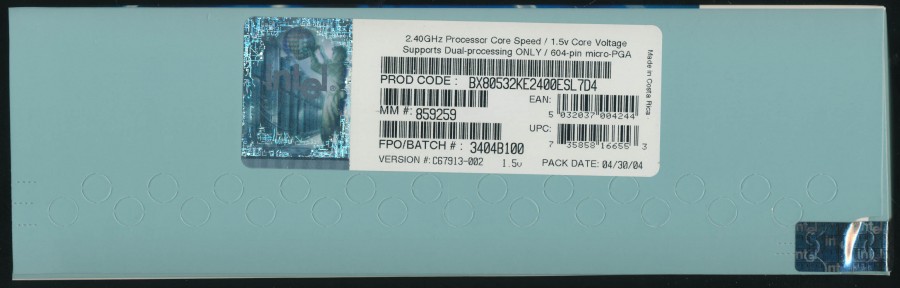 2.40GHz Processor Core Speed / 1.5v Core Voltage
Supports Dual-processing ONLY / 604-pin micro-PGA
PROD CODE: BX80532KE2400ESL7D4
EAN:
5 032037 004244
MM #: 859259
UPC:
7 35858 16655 3
FPO/BATCH #: 3404B100
VERSION #:C67913-002 1.5v PACK DATE: 04/30/04
Made in Costa Rica
intel
intel